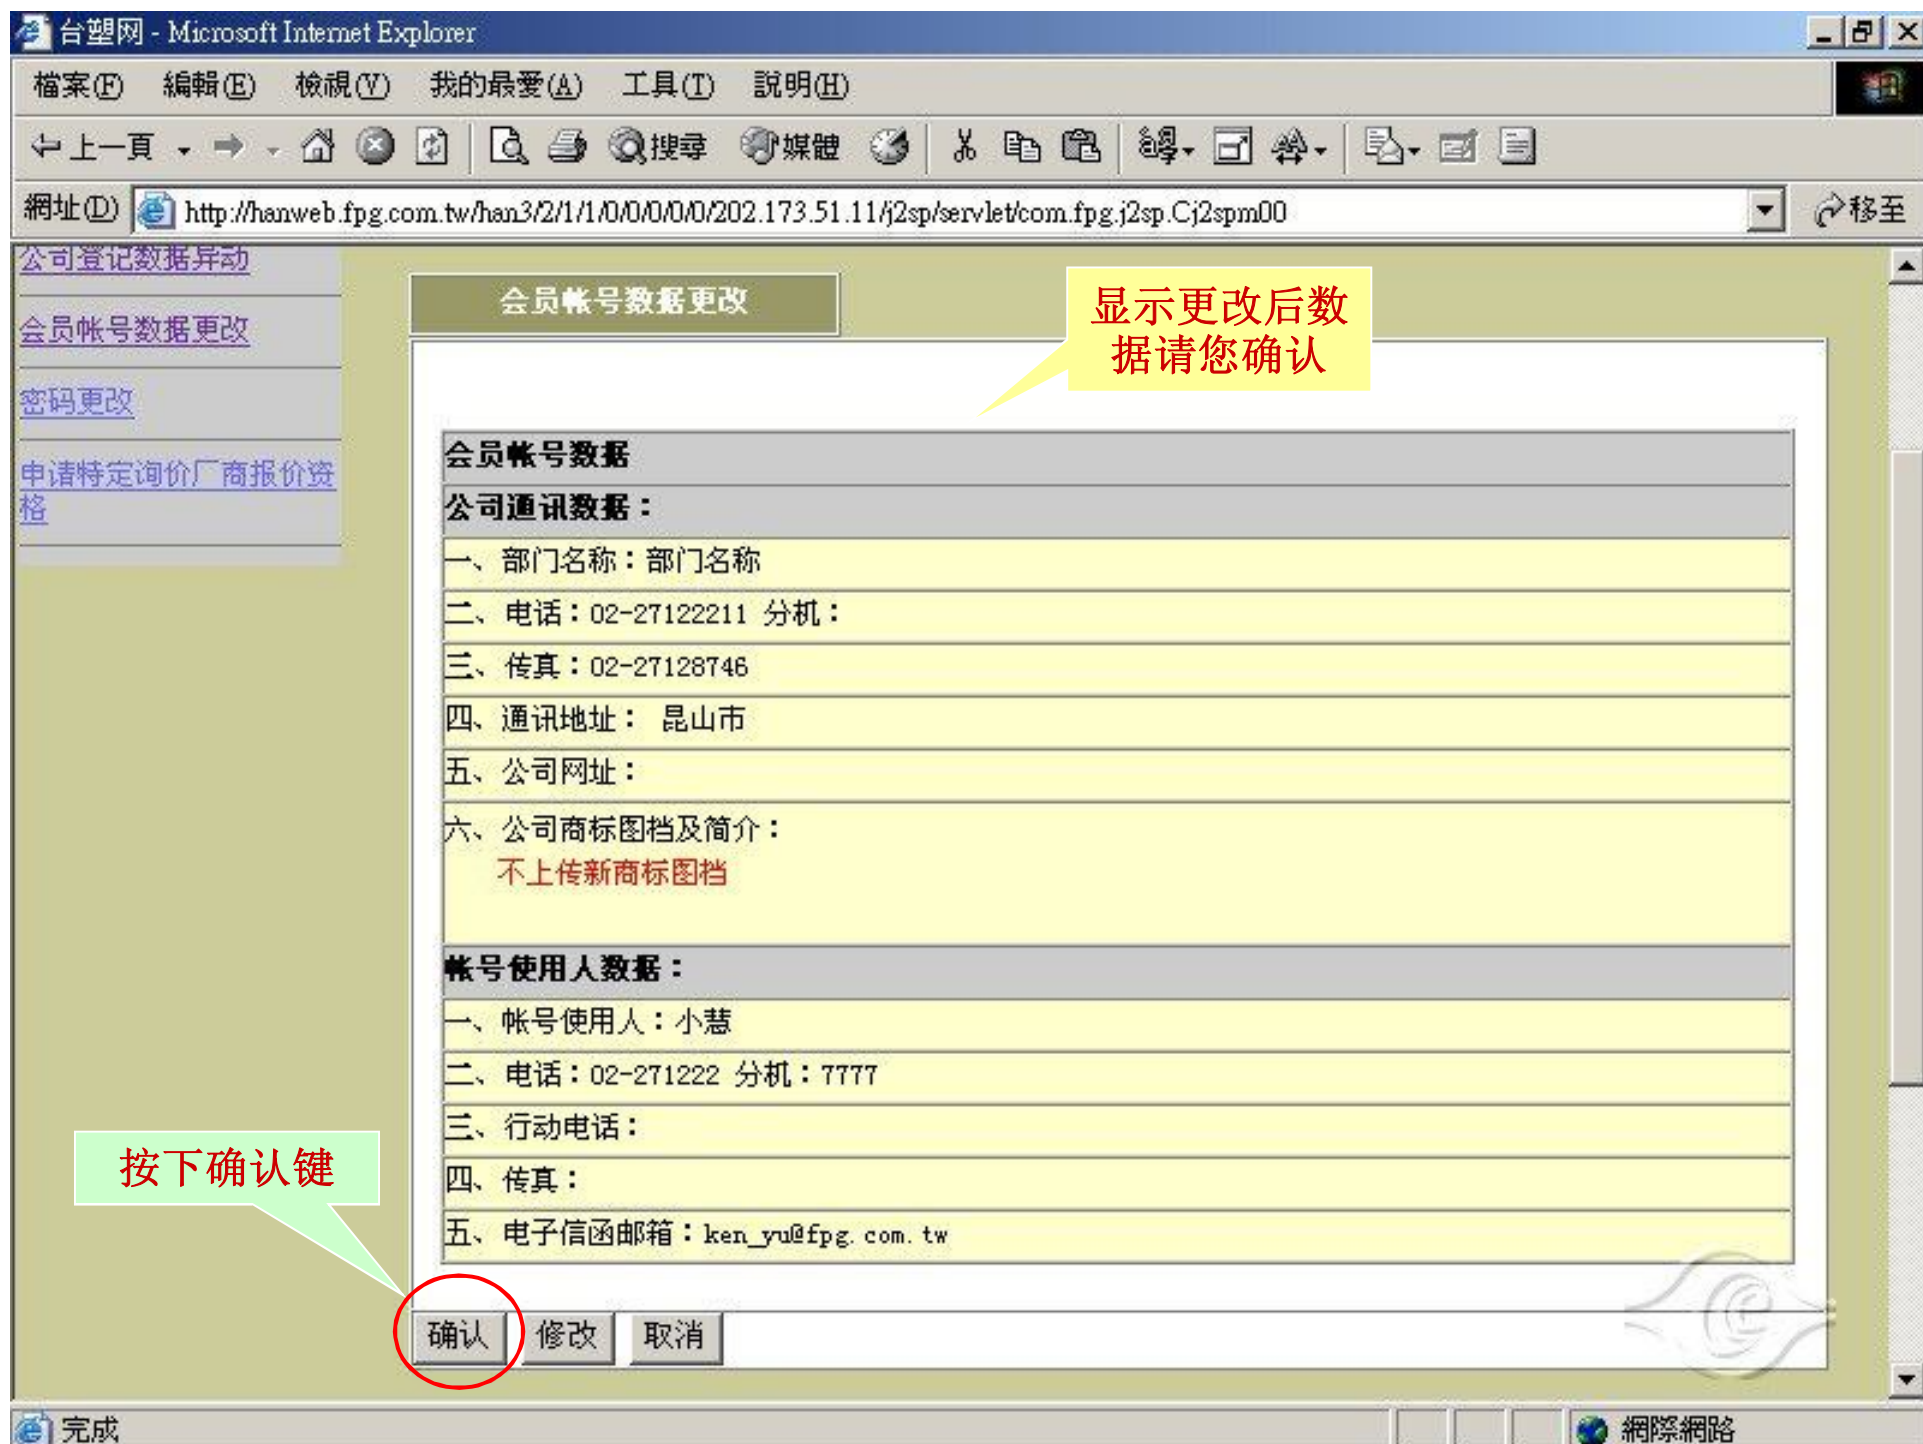 台塑网 - Microsoft Internet Explorer
檔案(F) 編輯(E) 檢視(V) 我的最愛(A) 工具(T) 說明(H)
上一頁 搜尋 媒體
網址(D) http://hanweb.fpg.com.tw/han3/2/1/1/0/0/0/0/0/202.173.51.11/j2sp/servlet/com.fpg.j2sp.Cj2spm00 移至
公司登记数据异动
会员帐号数据更改
密码更改
申请特定询价厂商报价资
格
会员帐号数据更改
显示更改后数
据请您确认
会员帐号数据
公司通讯数据：
一、部门名称：部门名称
二、电话：02-27122211 分机：
三、传真：02-27128746
四、通讯地址： 昆山市
五、公司网址：
六、公司商标图档及简介：
不上传新商标图档
帐号使用人数据：
一、帐号使用人：小慧
二、电话：02-271222 分机：7777
三、行动电话：
四、传真：
五、电子信函邮箱：ken_yu@fpg.com.tw
按下确认键
确认 修改 取消
完成 網際網路